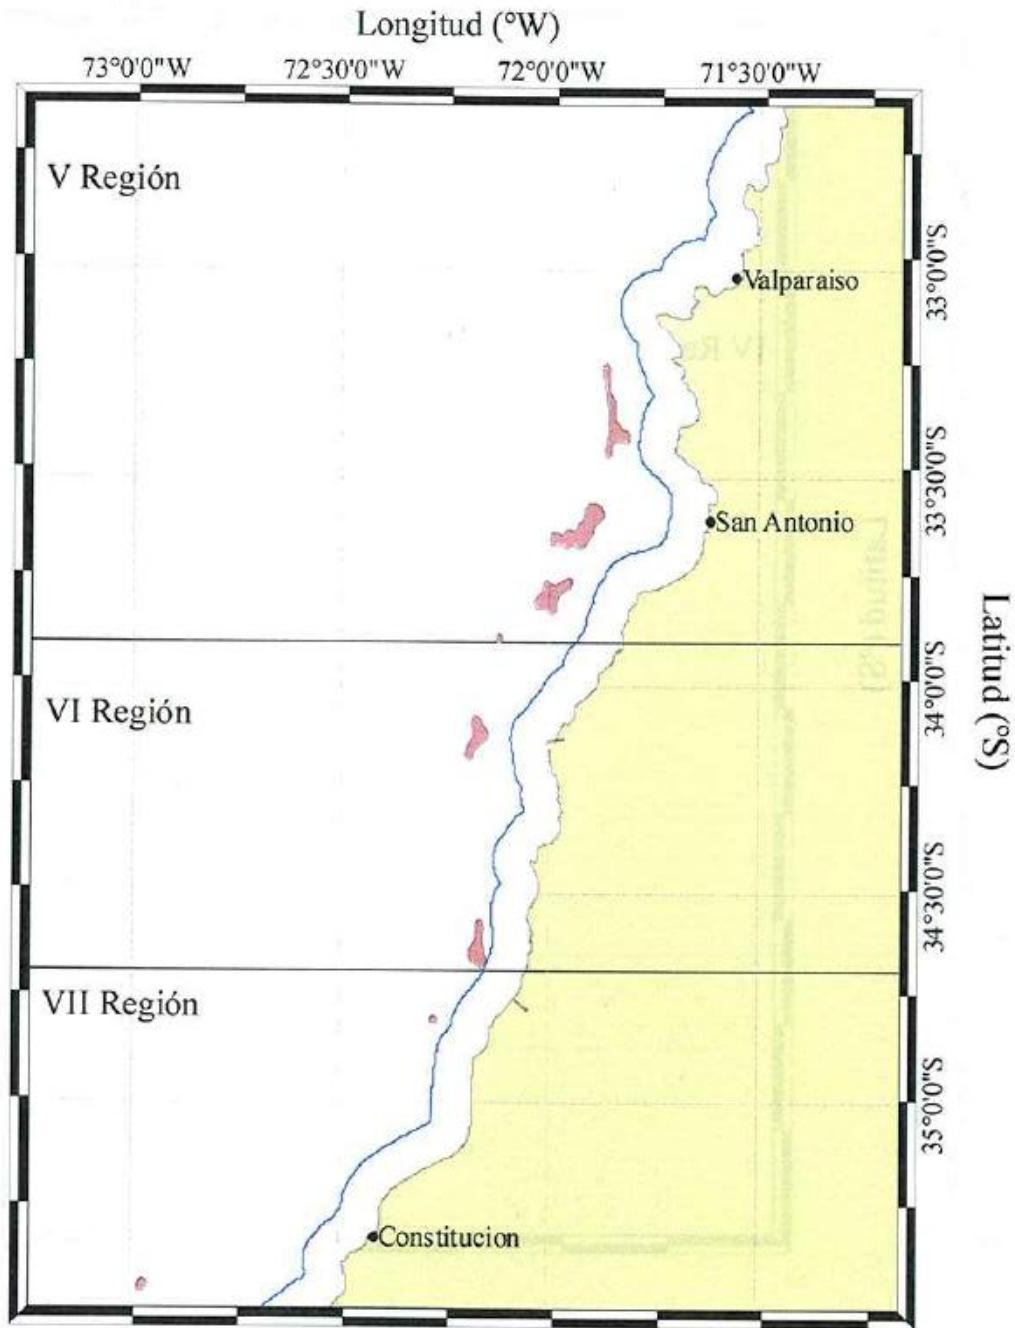 Longitud (°W)
73°0'0"W 72°30'0"W 72°0'0"W 71°30'0"W
V Región
33°0'0"S
Valparaiso
33°30'0"S
San Antonio
Latitud (°S)
34°0'0"S
VI Región
34°30'0"S
VII Región
35°0'0"S
Constitucion